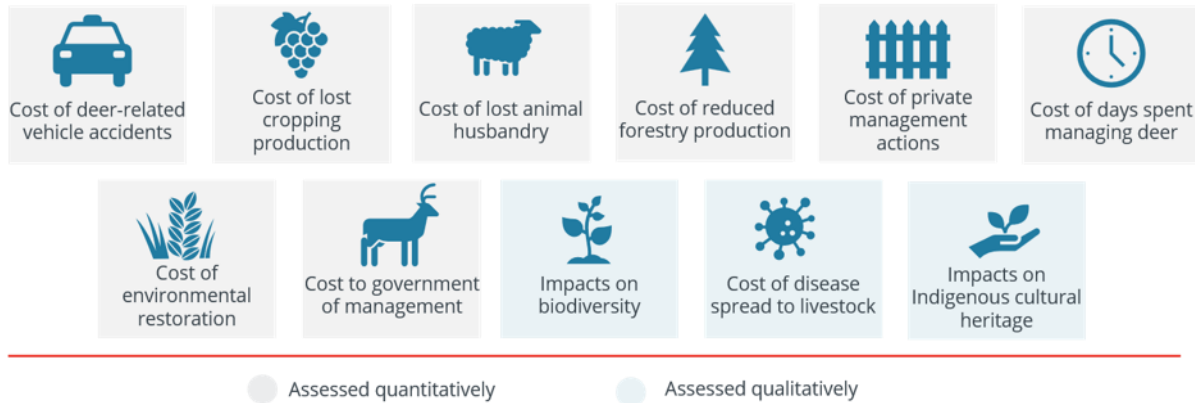 Cost of deer-related
vehicle accidents
Cost of lost
cropping
production
Cost of lost animal
husbandry
Cost of reduced
forestry production
Cost of private
management
actions
Cost of days spent
managing deer
Cost of
environmental
restoration
Cost to government
of management
Impacts on
biodiversity
Cost of disease
spread to livestock
Impacts on
Indigenous cultural
heritage
Assessed quantitatively
Assessed qualitatively